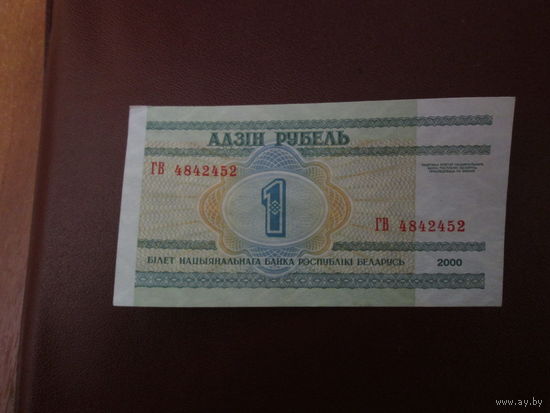 АДЗІН РУБЕЛЬ
ГВ 4842452
1
ГВ 4842452
БІЛЕТ НАЦЫЯНАЛЬНАГА БАНКА РЭСПУБЛІКІ БЕЛАРУСЬ 2000
www.ay.by